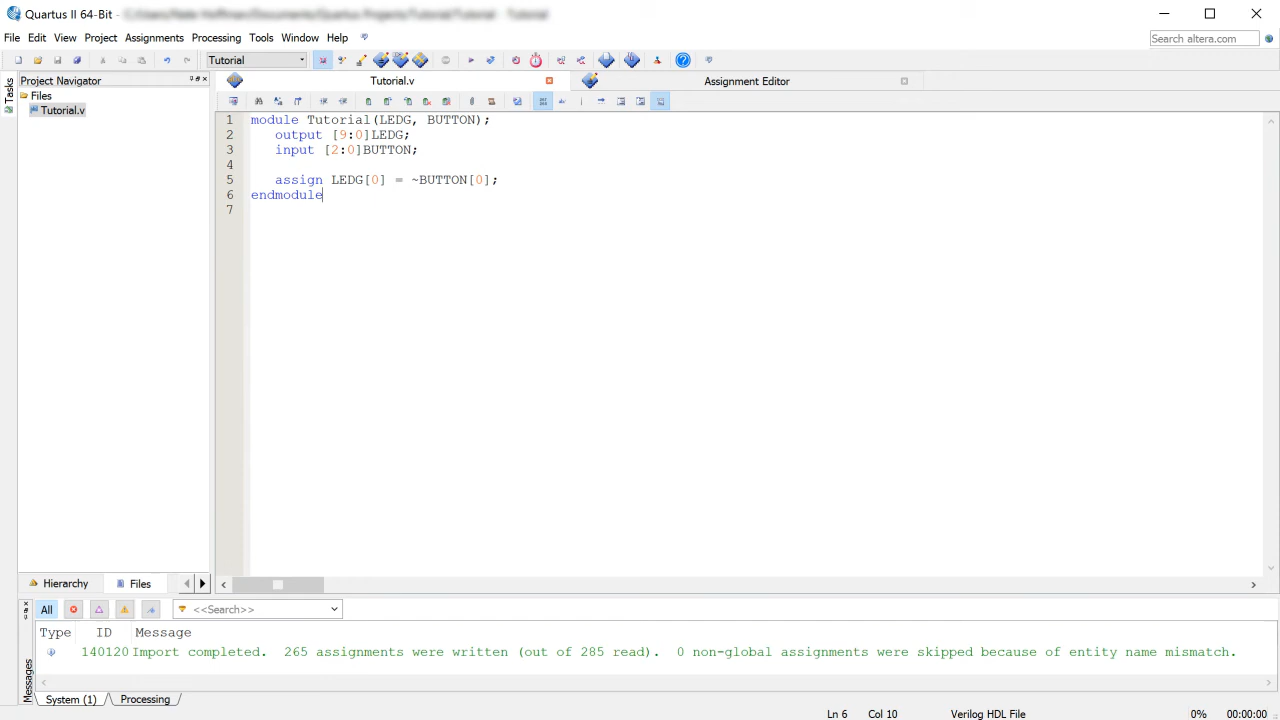 Quartus II 64-Bit -
File Edit View Project Assignments Processing Tools Window Help
Search altera.com
Tutorial
Tasks
Project Navigator
Files
Tutorial.v
Hierarchy
Files
Tutorial.v
Assignment Editor
1 module Tutorial(LEDG, BUTTON);
2 output [9:0]LEDG;
3 input [2:0]BUTTON;
4
5 assign LEDG[0] = ~BUTTON[0];
6 endmodule
7
All
<<Search>>
Type ID Message
140120 Import completed. 265 assignments were written (out of 285 read). 0 non-global assignments were skipped because of entity name mismatch.
Messages
System (1)
Processing
Ln 6 Col 10 Verilog HDL File 0% 00:00:00